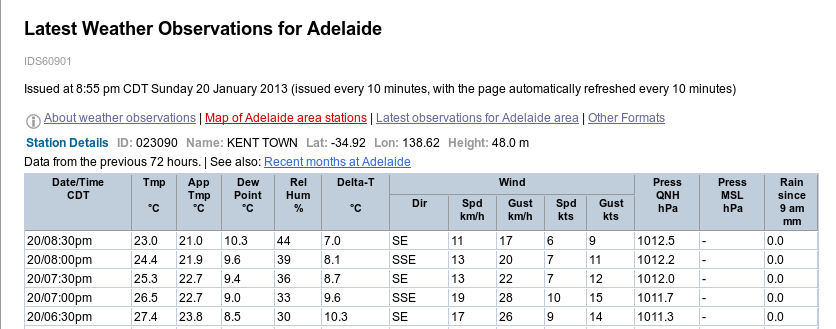 Latest Weather Observations for Adelaide
IDS60901
Issued at 8:55 pm CDT Sunday 20 January 2013 (issued every 10 minutes, with the page automatically refreshed every 10 minutes)
About weather observations | Map of Adelaide area stations | Latest observations for Adelaide area | Other Formats
Station Details ID: 023090 Name: KENT TOWN Lat: -34.92 Lon: 138.62 Height: 48.0 m
Data from the previous 72 hours. | See also: Recent months at Adelaide
Date/Time CDT Tmp °C App Tmp °C Dew Point °C Rel Hum % Delta-T °C Wind Press QNH hPa Press MSL hPa Rain since 9 am mm
Dir Spd km/h Gust km/h Spd kts Gust kts
20/08:30pm 23.0 21.0 10.3 44 7.0 SE 11 17 6 9 1012.5 - 0.0
20/08:00pm 24.4 21.9 9.6 39 8.1 SSE 13 20 7 11 1012.2 - 0.0
20/07:30pm 25.3 22.7 9.4 36 8.7 SE 13 22 7 12 1012.0 - 0.0
20/07:00pm 26.5 22.7 9.0 33 9.6 SSE 19 28 10 15 1011.7 - 0.0
20/06:30pm 27.4 23.8 8.5 30 10.3 SE 17 26 9 14 1011.3 - 0.0